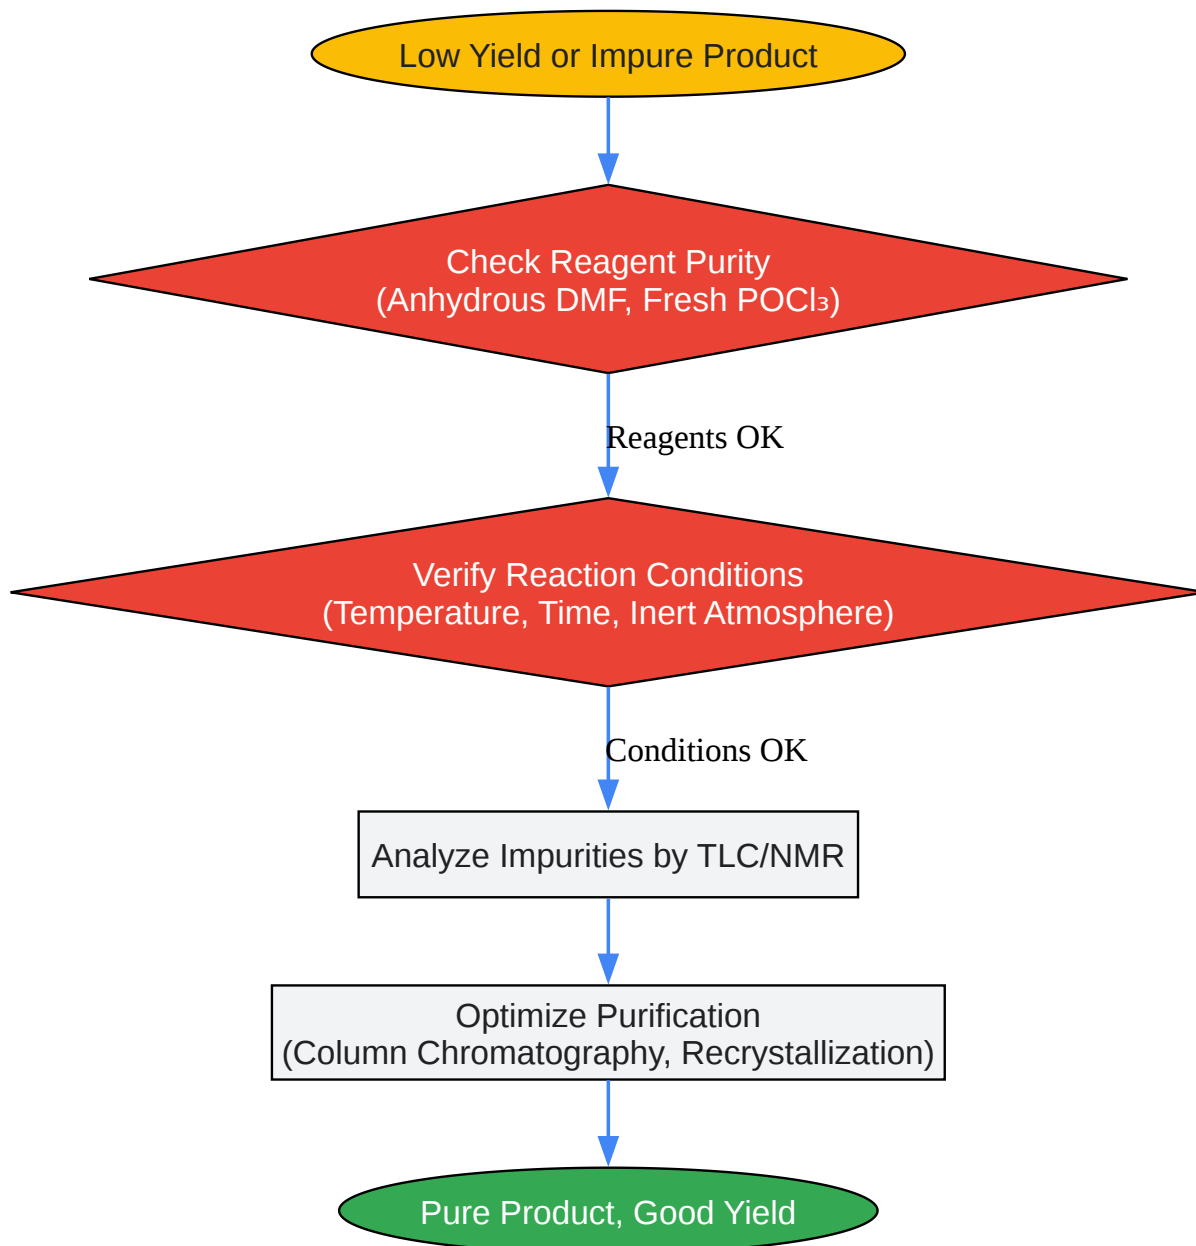 Low Yield or Impure Product
Check Reagent Purity
(Anhydrous DMF, Fresh POCl₃)
Reagents OK
Verify Reaction Conditions
(Temperature, Time, Inert Atmosphere)
Conditions OK
Analyze Impurities by TLC/NMR
Optimize Purification
(Column Chromatography, Recrystallization)
Pure Product, Good Yield